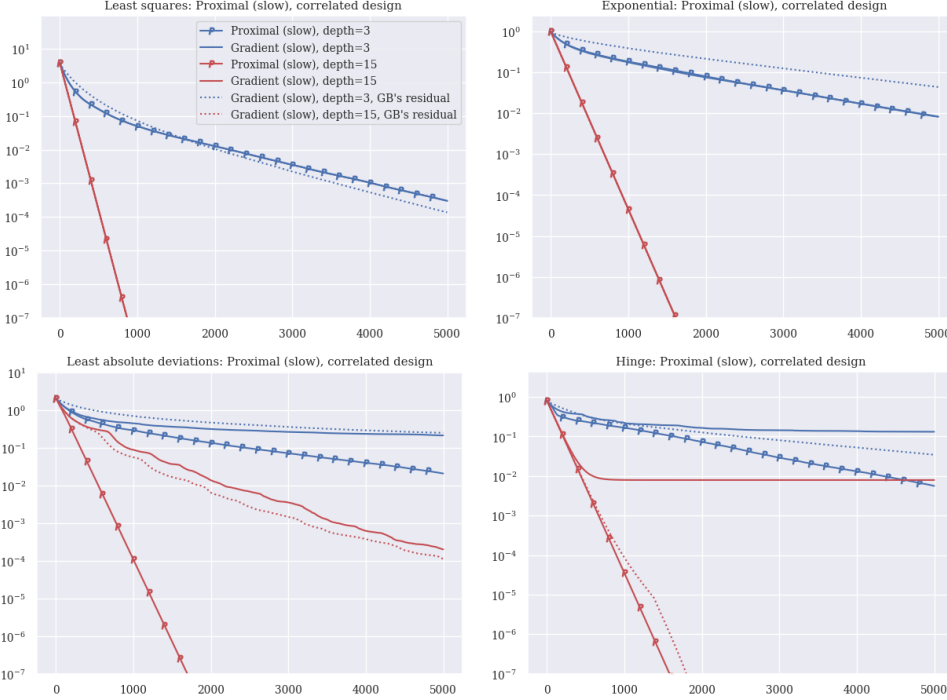 Least squares: Proximal (slow), correlated design
10^1
10^0
10^-1
10^-2
10^-3
10^-4
10^-5
10^-6
10^-7
0 1000 2000 3000 4000 5000
Proximal (slow), depth=3
Gradient (slow), depth=3
Proximal (slow), depth=15
Gradient (slow), depth=15
Gradient (slow), depth=3, GB's residual
Gradient (slow), depth=15, GB's residual
Exponential: Proximal (slow), correlated design
10^0
10^-1
10^-2
10^-3
10^-4
10^-5
10^-6
10^-7
0 1000 2000 3000 4000 5000
Least absolute deviations: Proximal (slow), correlated design
10^1
10^0
10^-1
10^-2
10^-3
10^-4
10^-5
10^-6
10^-7
0 1000 2000 3000 4000 5000
Hinge: Proximal (slow), correlated design
10^0
10^-1
10^-2
10^-3
10^-4
10^-5
10^-6
10^-7
0 1000 2000 3000 4000 5000